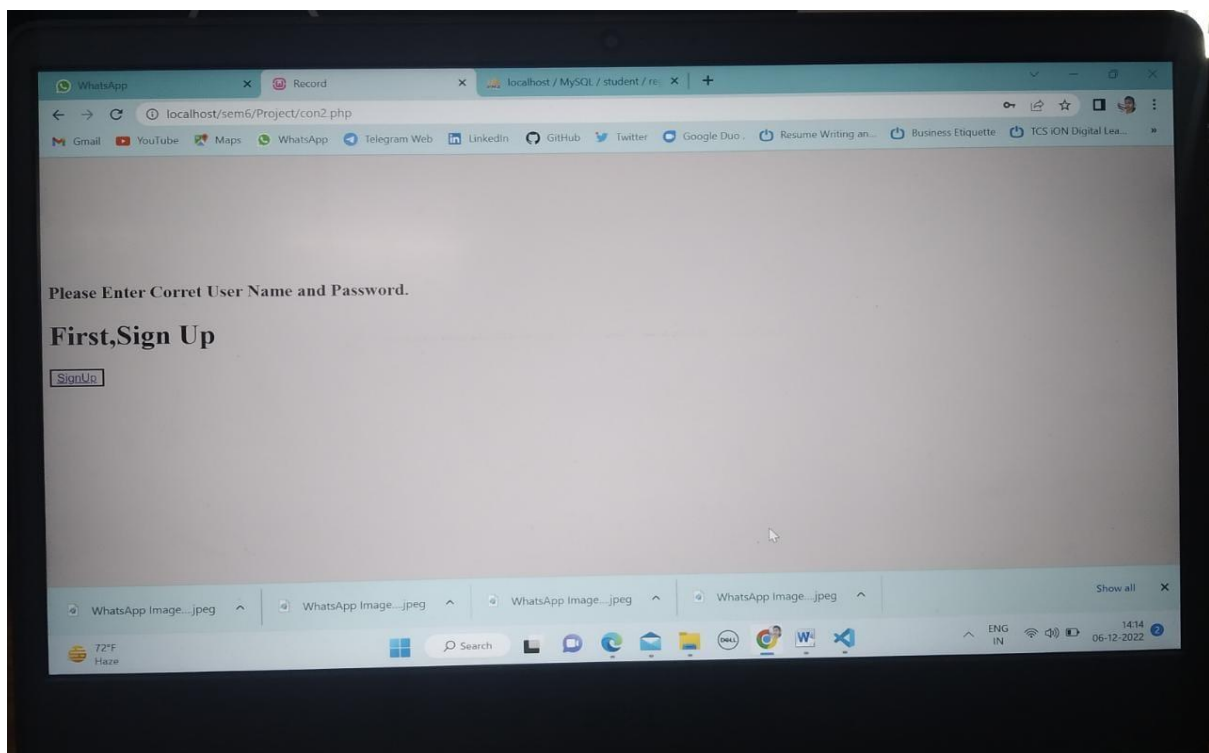 WhatsApp
Record
localhost / MySQL / student / re
localhost/sem6/Project/con2.php
Gmail YouTube Maps WhatsApp Telegram Web LinkedIn GitHub Twitter Google Duo . Resume Writing an... Business Etiquette TCS iON Digital Lea... »
Please Enter Corret User Name and Password.
First,Sign Up
SignUp
WhatsApp Image....jpeg WhatsApp Image....jpeg WhatsApp Image....jpeg WhatsApp Image....jpeg Show all
72°F
Haze
Search
DELL
W
ENG
IN
14:14
06-12-2022
2